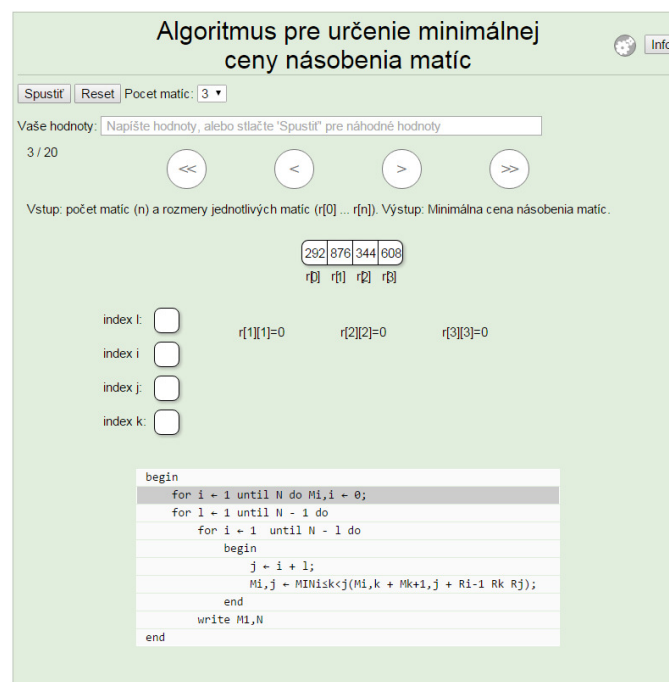 Algoritmus pre určenie minimálnej
ceny násobenia matíc
Info
Spustiť Reset Pocet matíc: 3
Vaše hodnoty: Napíšte hodnoty, alebo stlačte 'Spustiť' pre náhodné hodnoty
3 / 20
<< < > >>
Vstup: počet matíc (n) a rozmery jednotlivých matíc (r[0] ... r[n]). Výstup: Minimálna cena násobenia matíc.
292 876 344 608
r[0] r[1] r[2] r[3]
index l:
r[1][1]=0 r[2][2]=0 r[3][3]=0
index i
index j:
index k:
begin
for i ← 1 until N do Mi,i ← 0;
for l ← 1 until N - 1 do
for i ← 1 until N - l do
begin
j ← i + l;
Mi,j ← MINi≤k<j(Mi,k + Mk+1,j + Ri-1 Rk Rj);
end
write M1,N
end